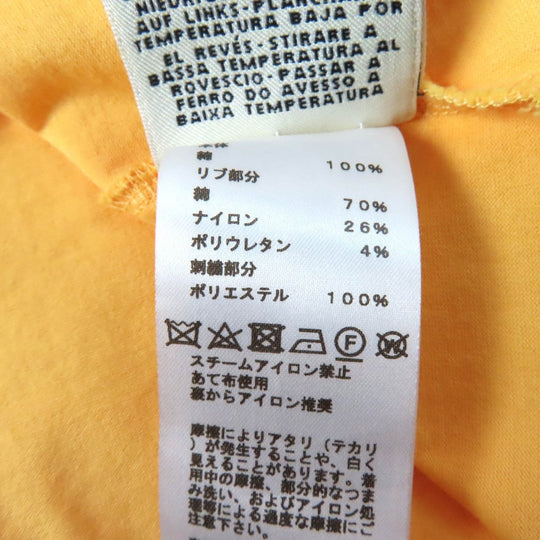 AUF LINKS-
TEMPERATURA BAJA POR
EL REVÉS-STIRARE A
BASSA TEMPERATURA AL
ROVESCIO-PASSAR A
FERRO DO AVESSO A
BAIXA TEMPERATURA
綿 100%
リブ部分
綿 70%
ナイロン 26%
ポリウレタン 4%
刺繍部分
ポリエステル 100%
F W
スチームアイロン禁止
あて布使用
裏からアイロン推奨
摩擦によりアタリ(テカリ
)が発生することや、白く
見えることがあります。着
用中の摩擦、部分的なつま
み洗い、およびアイロン処
理等による過度な摩擦にご
注意下さい。